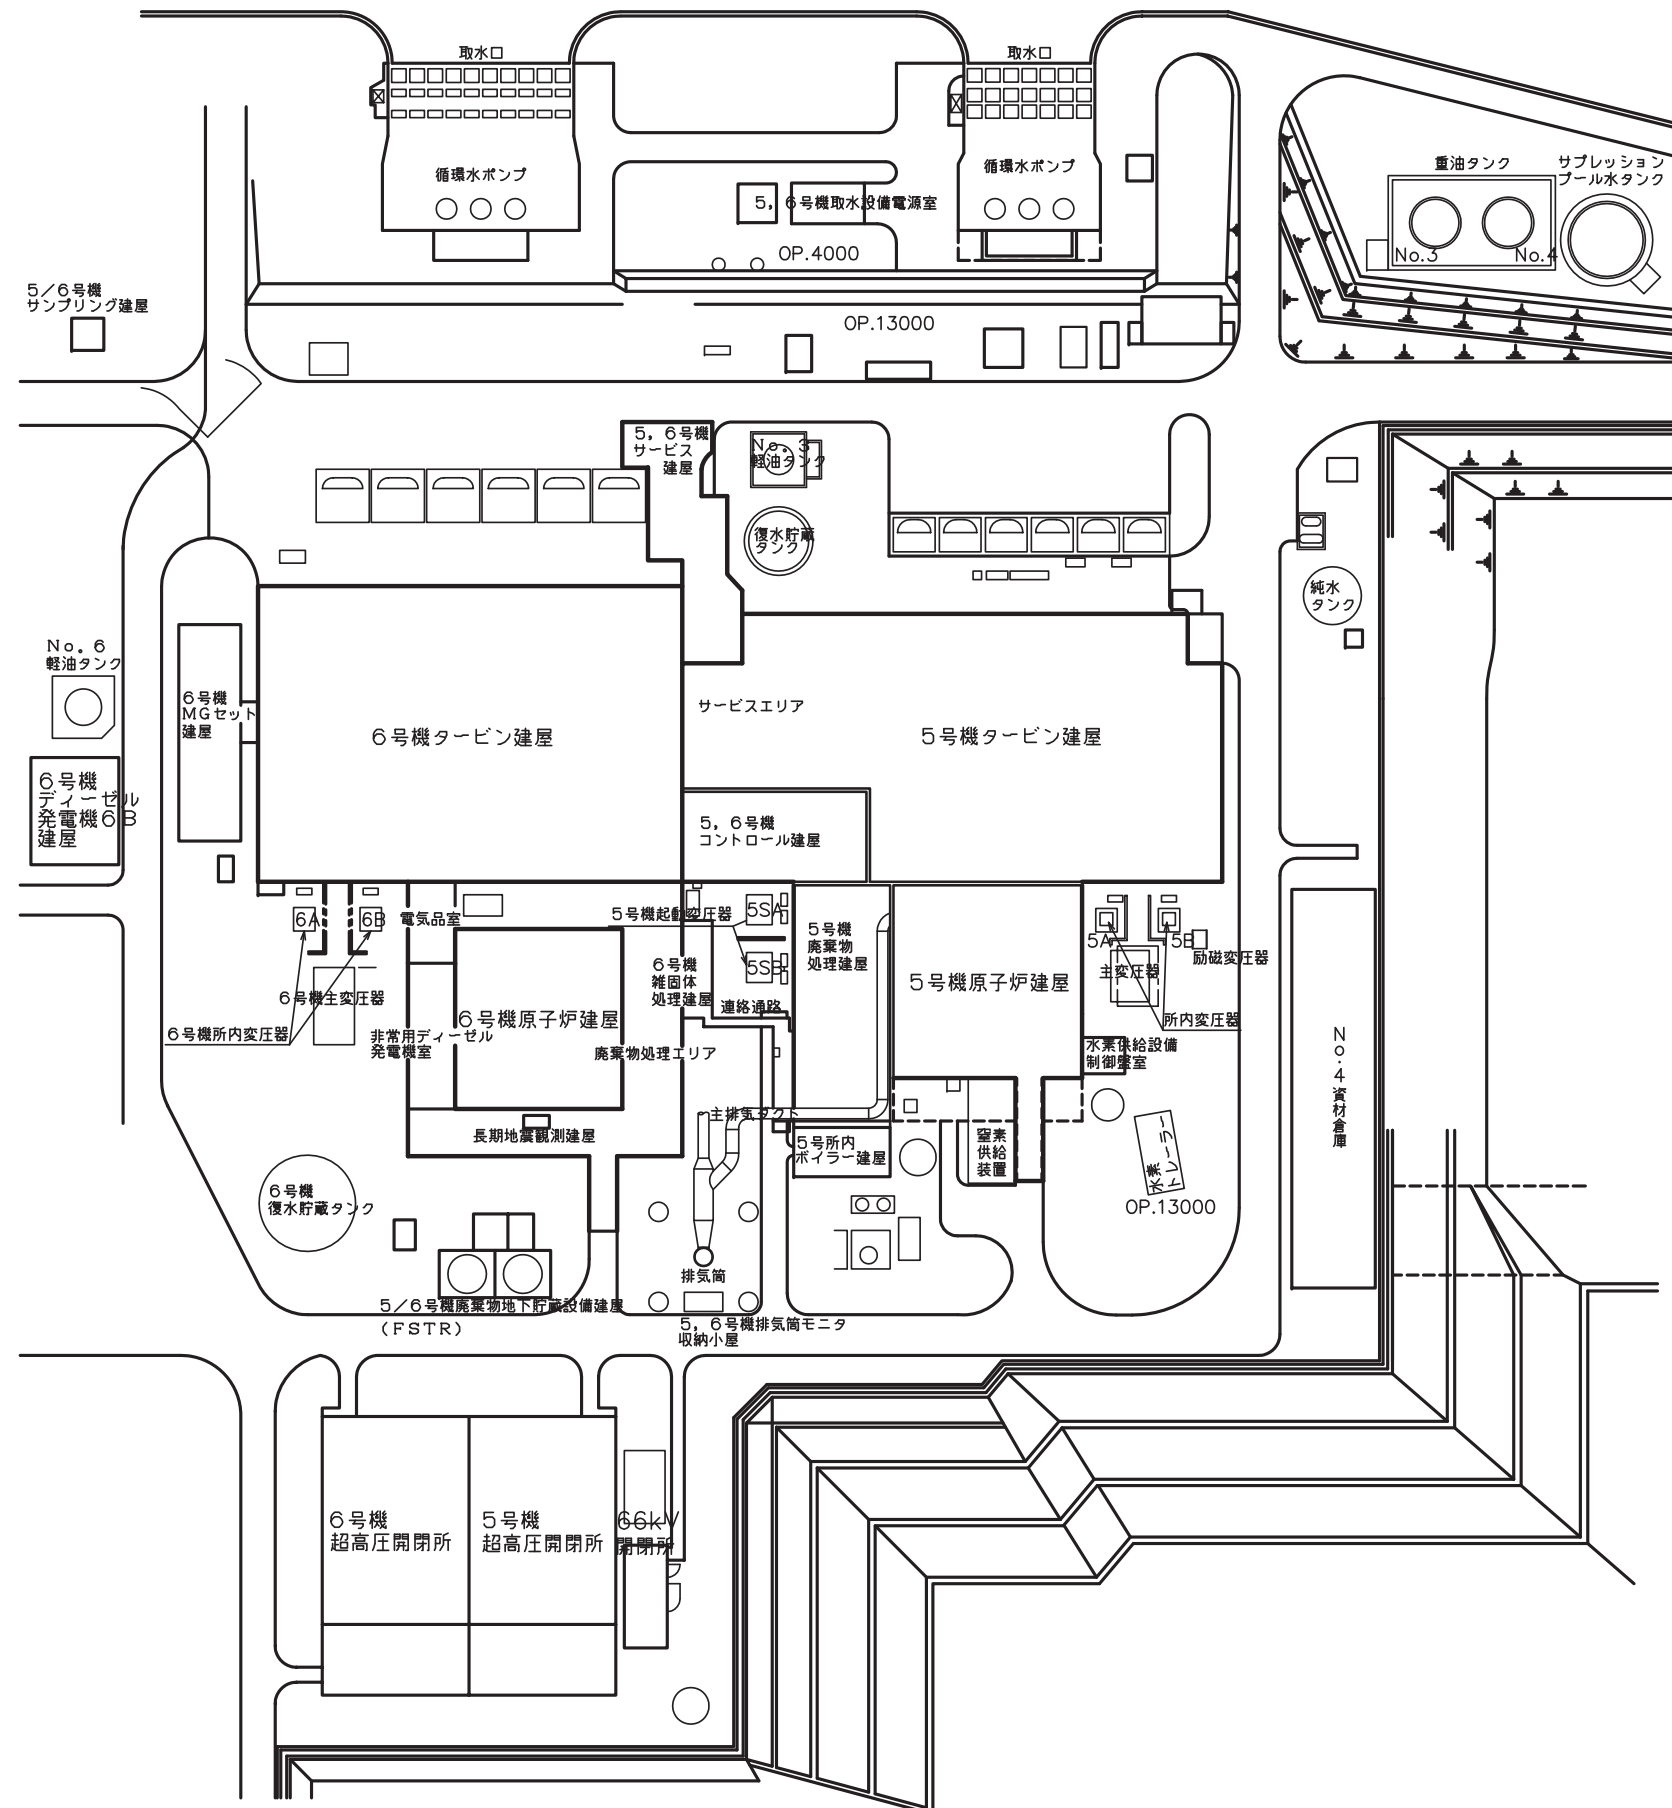 取水口
取水口
循環水ポンプ
循環水ポンプ
重油タンク
サプレッション
プール水タンク
5，6号機取水設備電源室
OP.4000
No.3
No.4
5／6号機
サンプリング建屋
OP.13000
5，6号機
サービス
建屋
No．3
軽油タンク
復水貯蔵
タンク
純水
タンク
No．6
軽油タンク
6号機
MGセット
建屋
サービスエリア
6号機タービン建屋
5号機タービン建屋
6号機
ディーゼル
発電機6B
建屋
5，6号機
コントロール建屋
6A
6B
電気品室
5号機起動変圧器
5SA
5SB
5号機
廃棄物
処理建屋
5A
5B
励磁変圧器
主変圧器
6号機
雑固体
処理建屋
5号機原子炉建屋
6号機主変圧器
連絡通路
6号機原子炉建屋
所内変圧器
6号機所内変圧器
非常用ディーゼル
発電機室
廃棄物処理エリア
水素供給設備
制御盤室
No.4資材倉庫
主排気ダクト
長期地震観測建屋
5号所内
ボイラー建屋
窒素
供給
装置
水素
トレーラー
6号機
復水貯蔵タンク
OP.13000
排気筒
5／6号機廃棄物地下貯蔵設備建屋
（FSTR）
5，6号機排気筒モニタ
収納小屋
6号機
超高圧開閉所
5号機
超高圧開閉所
66kV
開閉所